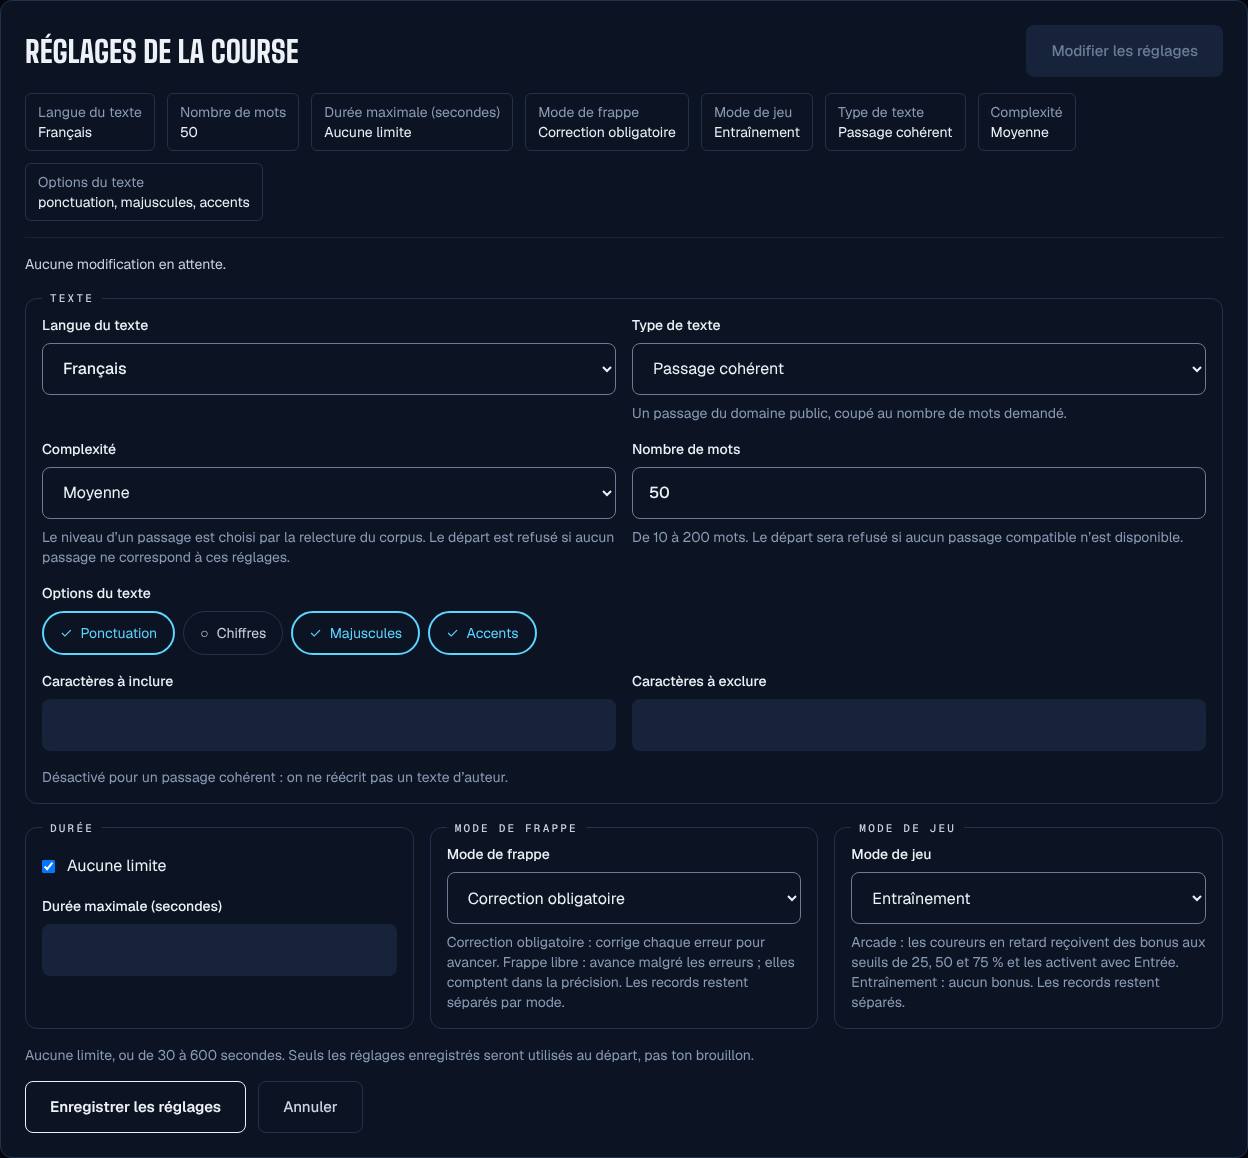 RÉGLAGES DE LA COURSE
Modifier les réglages
Langue du texte
Français
Nombre de mots
50
Durée maximale (secondes)
Aucune limite
Mode de frappe
Correction obligatoire
Mode de jeu
Entraînement
Type de texte
Passage cohérent
Complexité
Moyenne
Options du texte
ponctuation, majuscules, accents
Aucune modification en attente.
TEXTE
Langue du texte
Français
Type de texte
Passage cohérent
Un passage du domaine public, coupé au nombre de mots demandé.
Complexité
Moyenne
Le niveau d’un passage est choisi par la relecture du corpus. Le départ est refusé si aucun
passage ne correspond à ces réglages.
Nombre de mots
50
De 10 à 200 mots. Le départ sera refusé si aucun passage compatible n’est disponible.
Options du texte
✓ Ponctuation
○ Chiffres
✓ Majuscules
✓ Accents
Caractères à inclure
Caractères à exclure
Désactivé pour un passage cohérent : on ne réécrit pas un texte d’auteur.
DURÉE
Aucune limite
Durée maximale (secondes)
MODE DE FRAPPE
Mode de frappe
Correction obligatoire
Correction obligatoire : corrige chaque erreur pour
avancer. Frappe libre : avance malgré les erreurs ; elles
comptent dans la précision. Les records restent
séparés par mode.
MODE DE JEU
Mode de jeu
Entraînement
Arcade : les coureurs en retard reçoivent des bonus aux
seuils de 25, 50 et 75 % et les activent avec Entrée.
Entraînement : aucun bonus. Les records restent
séparés.
Aucune limite, ou de 30 à 600 secondes. Seuls les réglages enregistrés seront utilisés au départ, pas ton brouillon.
Enregistrer les réglages
Annuler